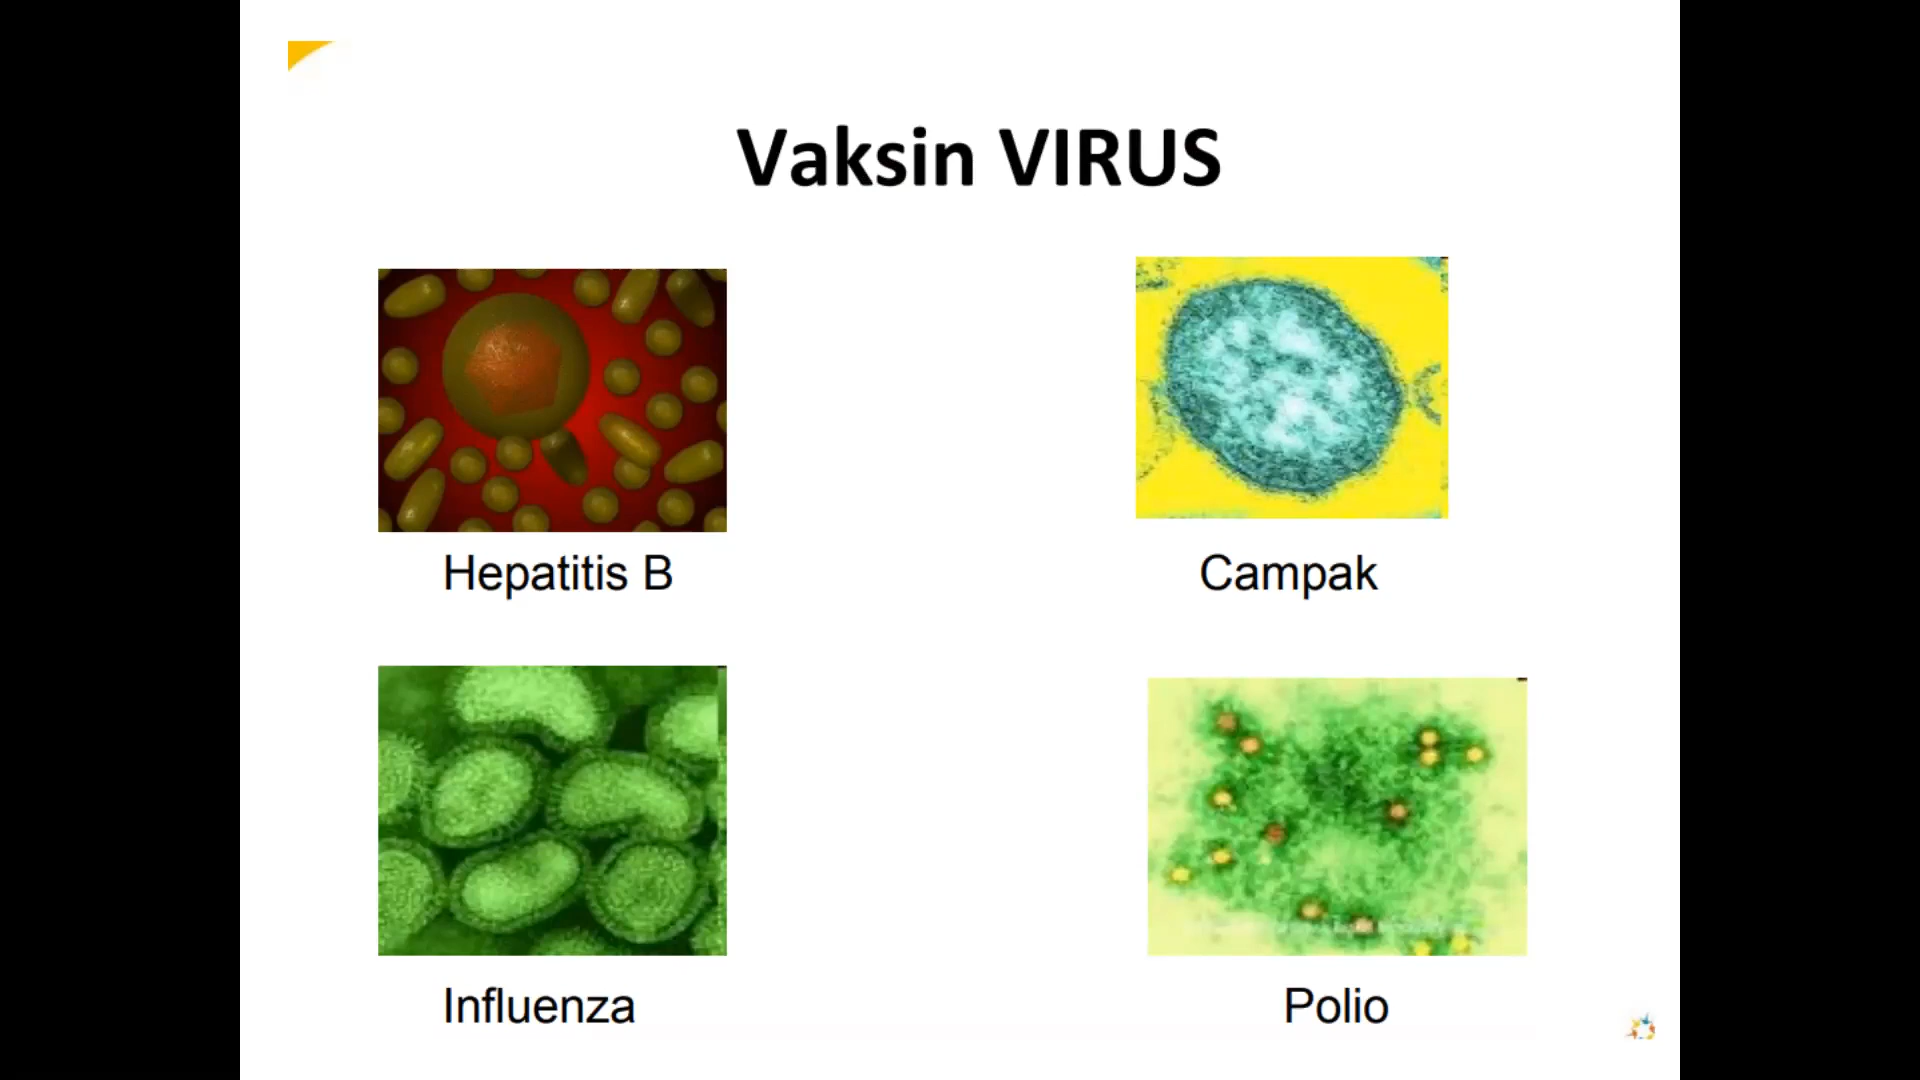 Vaksin VIRUS
Hepatitis B
Campak
Influenza
Polio